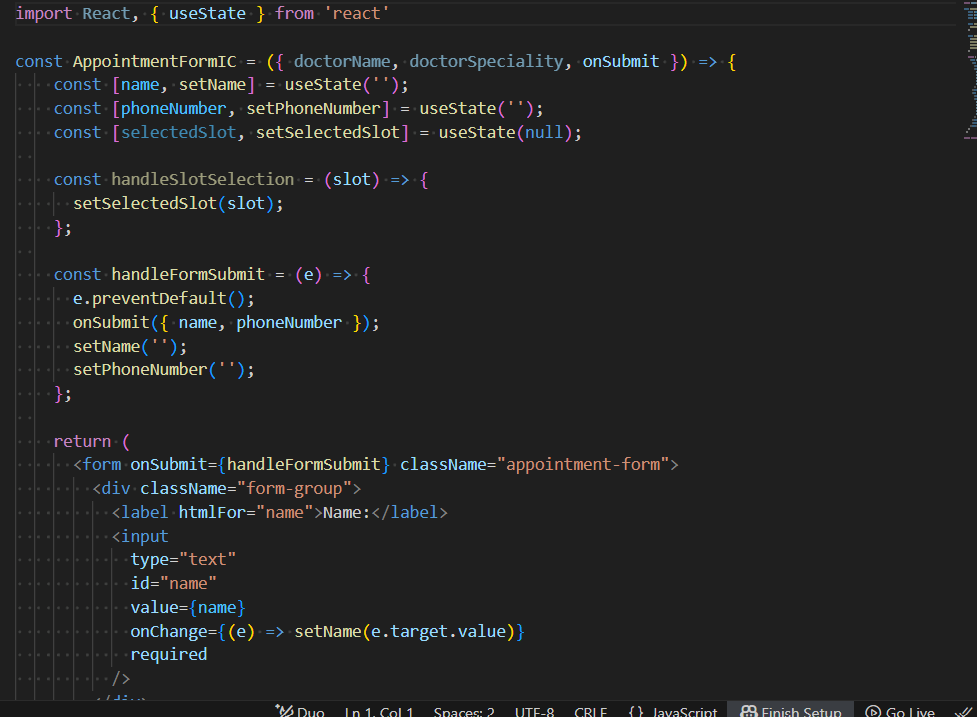 import React, { useState } from 'react'
const AppointmentFormIC = ({ doctorName, doctorSpeciality, onSubmit }) => {
const [name, setName] = useState('');
const [phoneNumber, setPhoneNumber] = useState('');
const [selectedSlot, setSelectedSlot] = useState(null);
const handleSlotSelection = (slot) => {
setSelectedSlot(slot);
};
const handleFormSubmit = (e) => {
e.preventDefault();
onSubmit({ name, phoneNumber });
setName('');
setPhoneNumber('');
};
return (
<form onSubmit={handleFormSubmit} className="appointment-form">
<div className="form-group">
<label htmlFor="name">Name:</label>
<input
type="text"
id="name"
value={name}
onChange={(e) => setName(e.target.value)}
required
/>
</div>
Duo Ln 1, Col 1 Spaces: 2 UTF-8 CRLF {} JavaScript Finish Setup Go Live